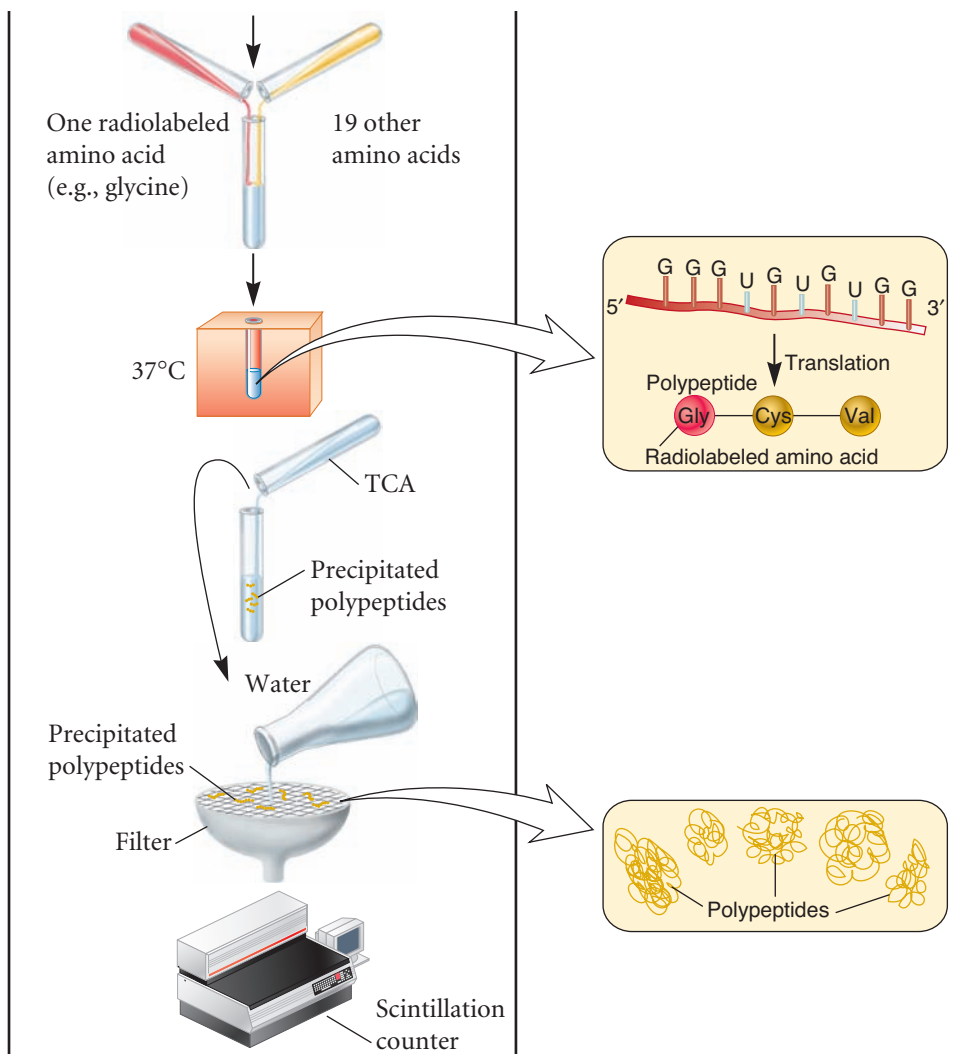 One radiolabeled
amino acid
(e.g., glycine)
19 other
amino acids
37°C
G G G U G U G U G G
5′ 3′
Translation
Polypeptide
Gly Cys Val
Radiolabeled amino acid
TCA
Precipitated
polypeptides
Water
Precipitated
polypeptides
Filter
Polypeptides
Scintillation
counter